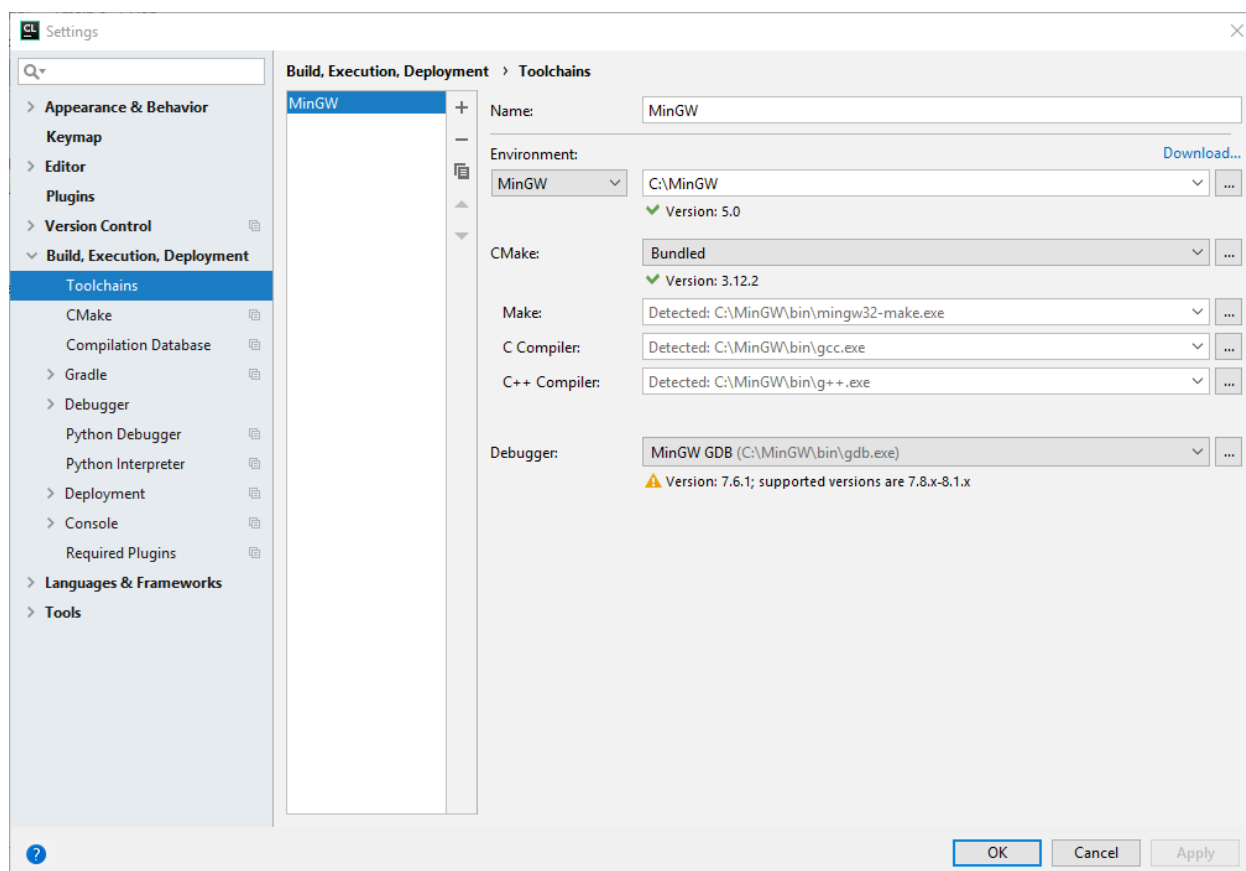 CL Settings
Appearance & Behavior
Keymap
Editor
Plugins
Version Control
Build, Execution, Deployment
Toolchains
CMake
Compilation Database
Gradle
Debugger
Python Debugger
Python Interpreter
Deployment
Console
Required Plugins
Languages & Frameworks
Tools
Build, Execution, Deployment > Toolchains
MinGW
Name: MinGW
Environment: Download...
MinGW C:\MinGW ...
Version: 5.0
CMake: Bundled ...
Version: 3.12.2
Make: Detected: C:\MinGW\bin\mingw32-make.exe ...
C Compiler: Detected: C:\MinGW\bin\gcc.exe ...
C++ Compiler: Detected: C:\MinGW\bin\g++.exe ...
Debugger: MinGW GDB (C:\MinGW\bin\gdb.exe) ...
Version: 7.6.1; supported versions are 7.8.x-8.1.x
? OK Cancel Apply